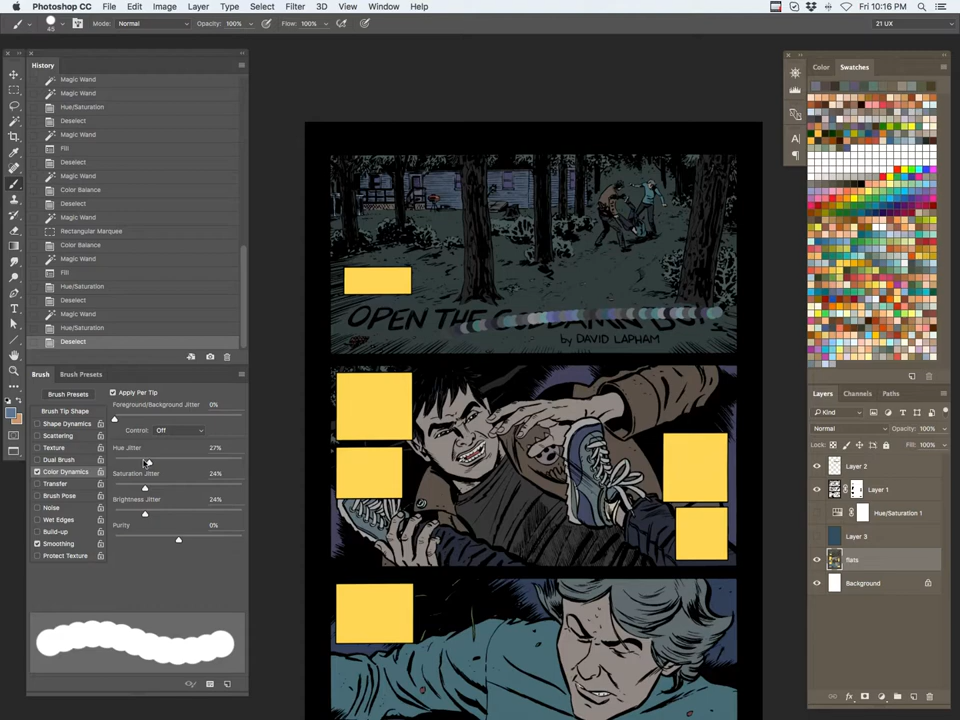 Photoshop CC File Edit Image Layer Type Select Filter 3D View Window Help Fri 10:16 PM
45 Mode: Normal Opacity: 100% Flow: 100% 21 UX
History
Magic Wand
Magic Wand
Hue/Saturation
Deselect
Magic Wand
Fill
Deselect
Magic Wand
Color Balance
Deselect
Magic Wand
Rectangular Marquee
Color Balance
Magic Wand
Fill
Hue/Saturation
Deselect
Magic Wand
Hue/Saturation
Deselect
Brush Brush Presets
Brush Presets
Brush Tip Shape
Shape Dynamics
Scattering
Texture
Dual Brush
Color Dynamics
Transfer
Brush Pose
Noise
Wet Edges
Build-up
Smoothing
Protect Texture
Apply Per Tip
Foreground/Background Jitter 0%
Control: Off
Hue Jitter 27%
Saturation Jitter 24%
Brightness Jitter 24%
Purity 0%
OPEN THE
by DAVID LAPHAM
Color Swatches
Layers Channels Paths
Kind
Normal Opacity: 100%
Lock: Fill: 100%
Layer 2
Layer 1
Hue/Saturation 1
Layer 3
flats
Background